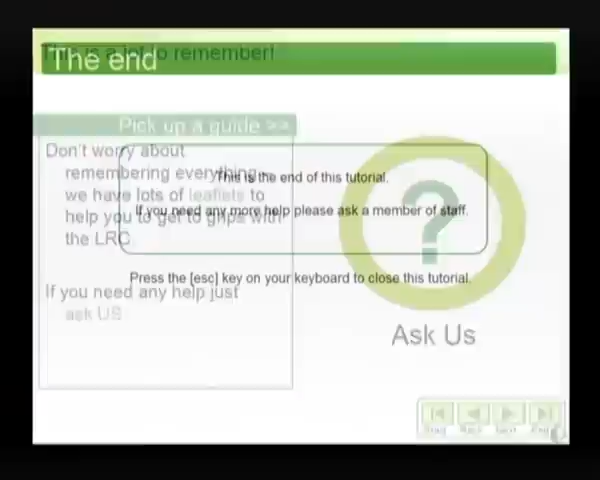 This is a lot to remember!
The end
Pick up a guide >>
Don't worry about
remembering everything
we have lots of leaflets to
help you to get to grips with
the LRC
If you need any help just
ask US
This is the end of this tutorial.
If you need any more help please ask a member of staff.
Press the [esc] key on your keyboard to close this tutorial.
?
Ask Us
Back Next